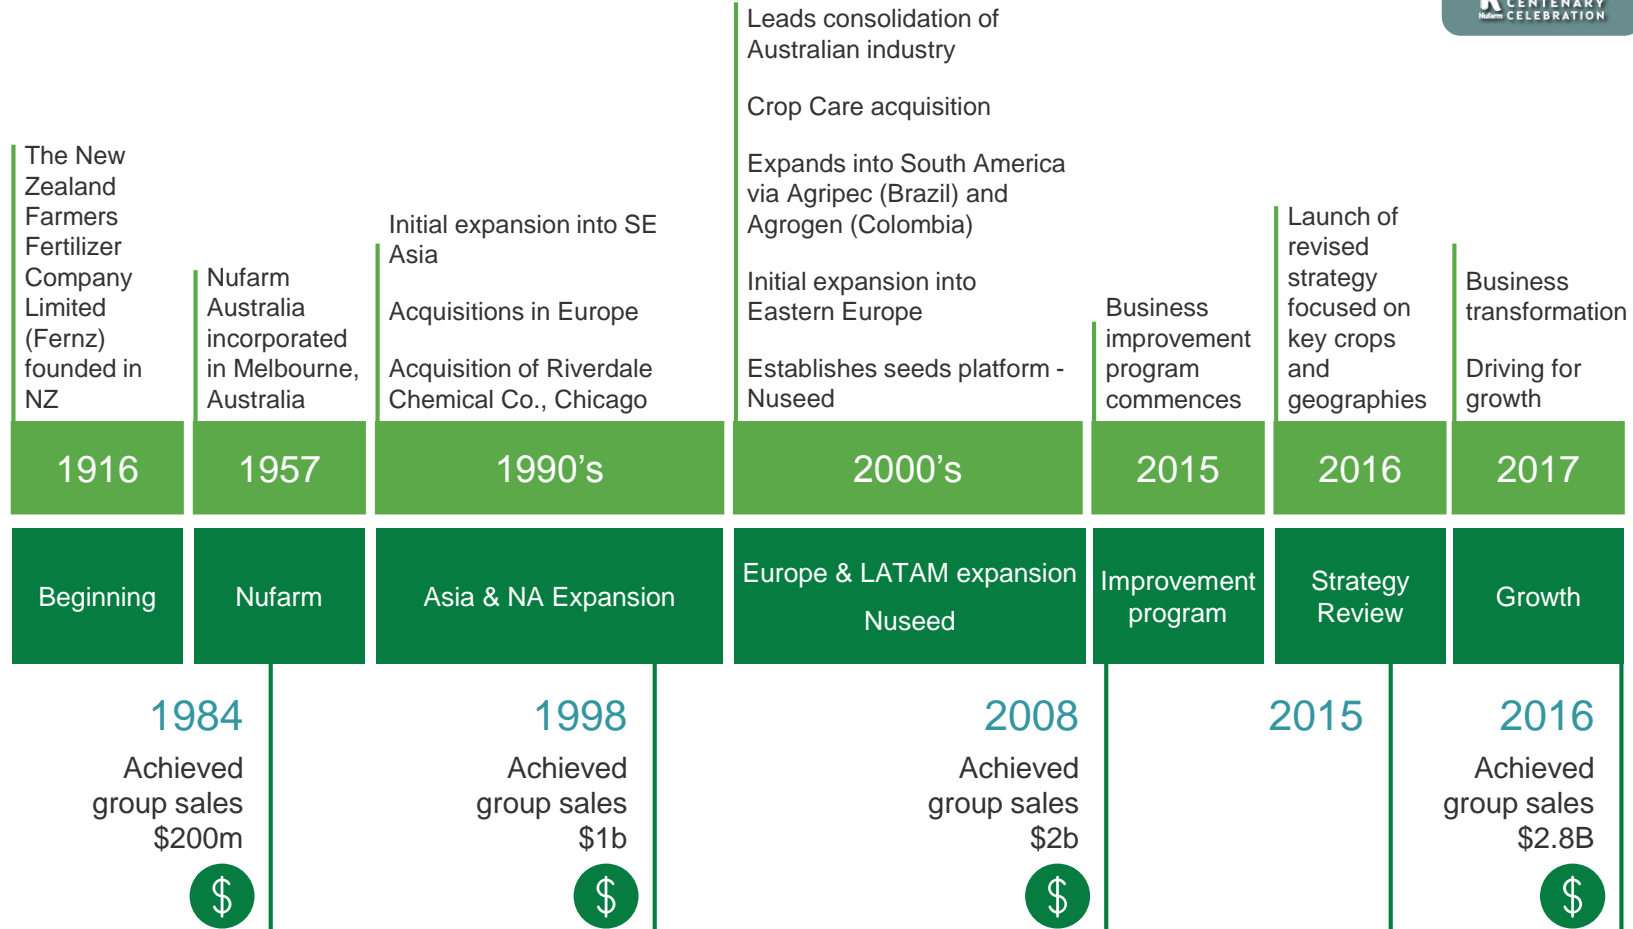 CENTENARY
Nufarm CELEBRATION
The New
Zealand
Farmers
Fertilizer
Company
Limited
(Fernz)
founded in
NZ
Nufarm
Australia
incorporated
in Melbourne,
Australia
Initial expansion into SE
Asia
Acquisitions in Europe
Acquisition of Riverdale
Chemical Co., Chicago
Leads consolidation of
Australian industry
Crop Care acquisition
Expands into South America
via Agripec (Brazil) and
Agrogen (Colombia)
Initial expansion into
Eastern Europe
Establishes seeds platform -
Nuseed
Business
improvement
program
commences
Launch of
revised
strategy
focused on
key crops
and
geographies
Business
transformation
Driving for
growth
1916
1957
1990’s
2000’s
2015
2016
2017
Beginning
Nufarm
Asia & NA Expansion
Europe & LATAM expansion
Nuseed
Improvement
program
Strategy
Review
Growth
1984
Achieved
group sales
$200m
$
1998
Achieved
group sales
$1b
$
2008
Achieved
group sales
$2b
$
2015
2016
Achieved
group sales
$2.8B
$